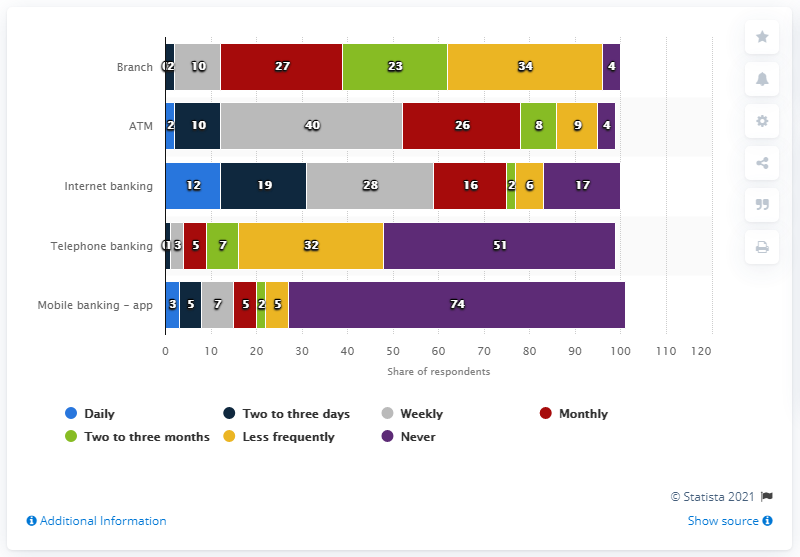 Branch 0 2 10 27 23 34 4
ATM 2 10 40 26 8 9 4
Internet banking 12 19 28 16 2 6 17
Telephone banking 0 1 3 5 7 32 51
Mobile banking – app 3 5 7 5 2 5 74
0 10 20 30 40 50 60 70 80 90 100 110 120
Share of respondents
Daily Two to three days Weekly Monthly
Two to three months Less frequently Never
© Statista 2021
Additional Information Show source